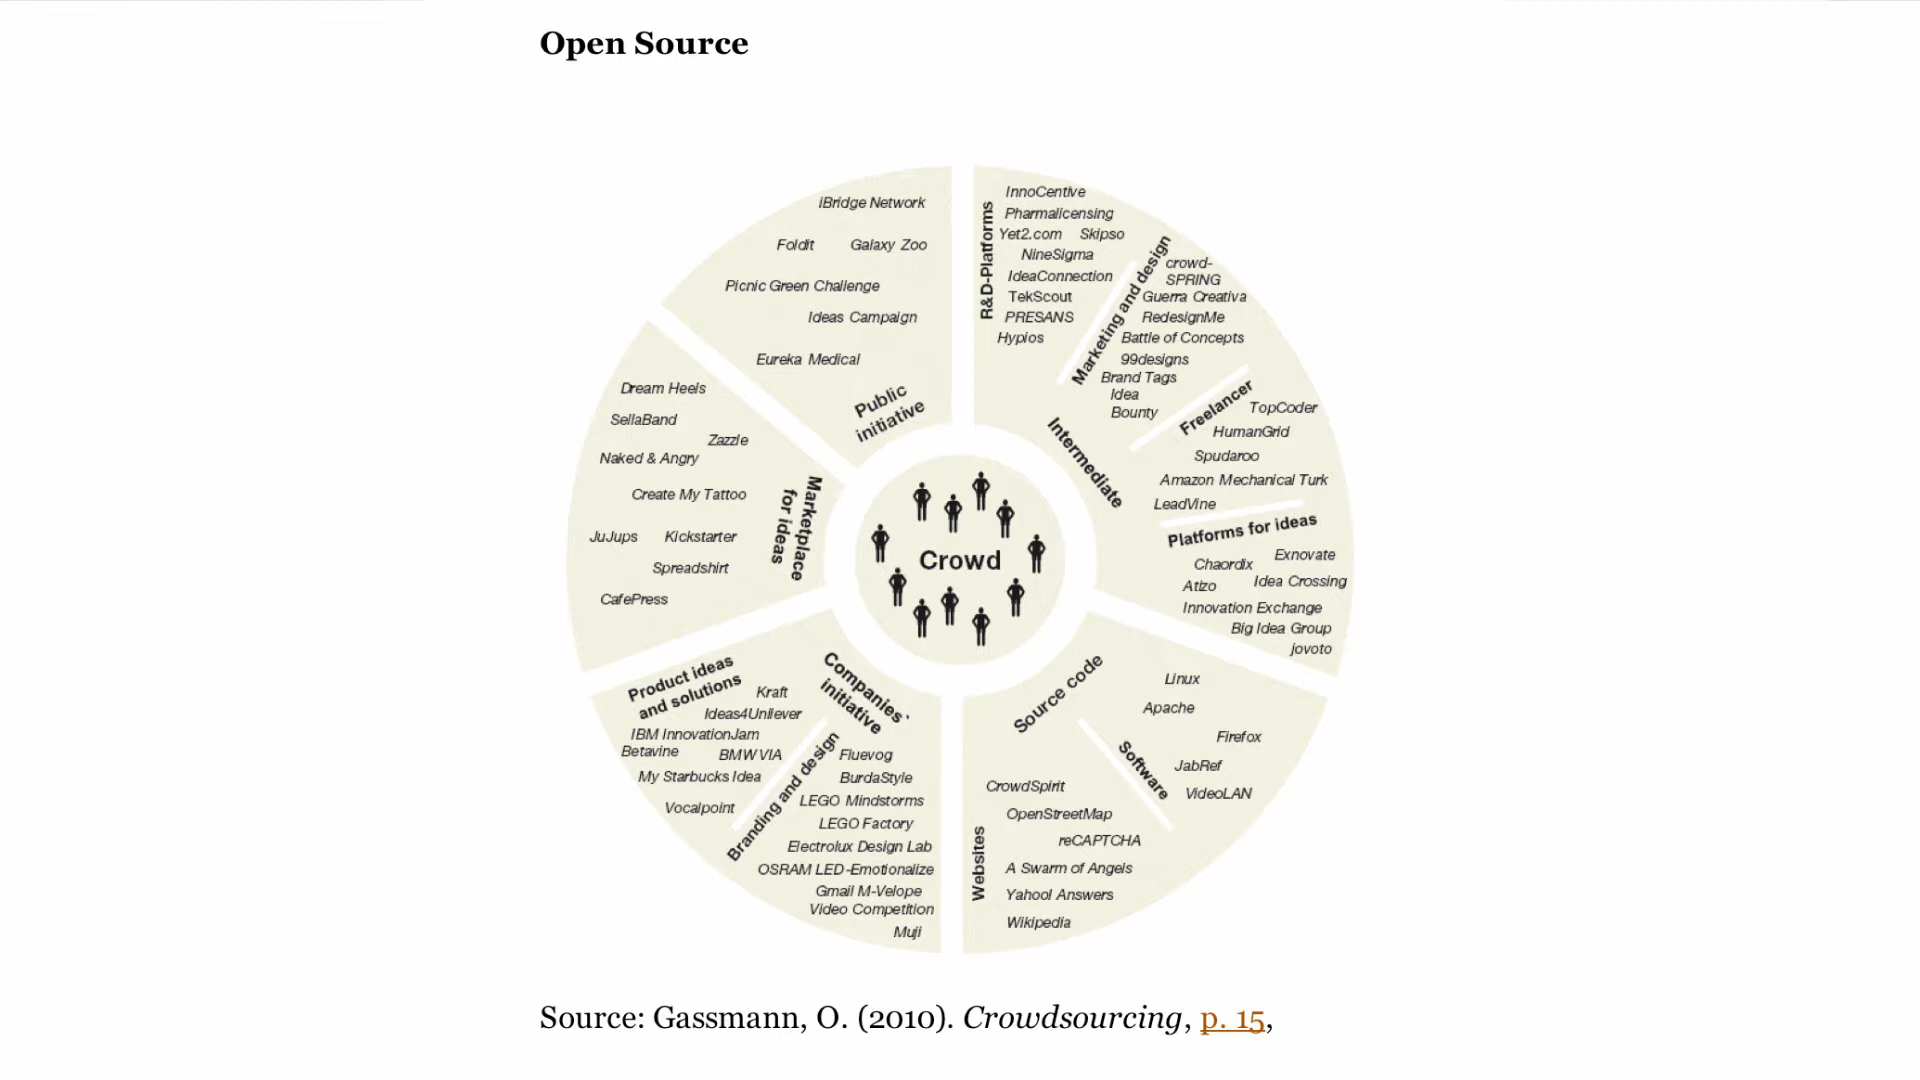 Open Source
iBridge Network
Foldit Galaxy Zoo
Picnic Green Challenge
Ideas Campaign
Eureka Medical
Public
initiative
R&D-Platforms
InnoCentive
Pharmalicensing
Yet2.com Skipso
NineSigma
IdeaConnection
TekScout
PRESANS
Hypios
Marketing and design
crowd-
SPRING
Guerra Creativa
RedesignMe
Battle of Concepts
99designs
Brand Tags
Idea
Bounty
Freelancer
TopCoder
HumanGrid
Spudaroo
Amazon Mechanical Turk
LeadVine
Intermediate
Platforms for ideas
Exnovate
Chaordix
Idea Crossing
Atizo
Innovation Exchange
Big Idea Group
jovoto
Dream Heels
SellaBand
Zazzle
Naked & Angry
Create My Tattoo
JuJups Kickstarter
Spreadshirt
CafePress
Marketplace
for ideas
Crowd
Product ideas
and solutions
Kraft
Ideas4Unilever
IBM InnovationJam
Betavine BMW VIA
My Starbucks Idea
Vocalpoint
Companies`
initiative
Branding and design
Fluevog
BurdaStyle
LEGO Mindstorms
LEGO Factory
Electrolux Design Lab
OSRAM LED-Emotionalize
Gmail M-Velope
Video Competition
Muji
Source code
Linux
Apache
Firefox
JabRef
VideoLAN
Software
Websites
CrowdSpirit
OpenStreetMap
reCAPTCHA
A Swarm of Angels
Yahoo! Answers
Wikipedia
Source: Gassmann, O. (2010). Crowdsourcing, p. 15,